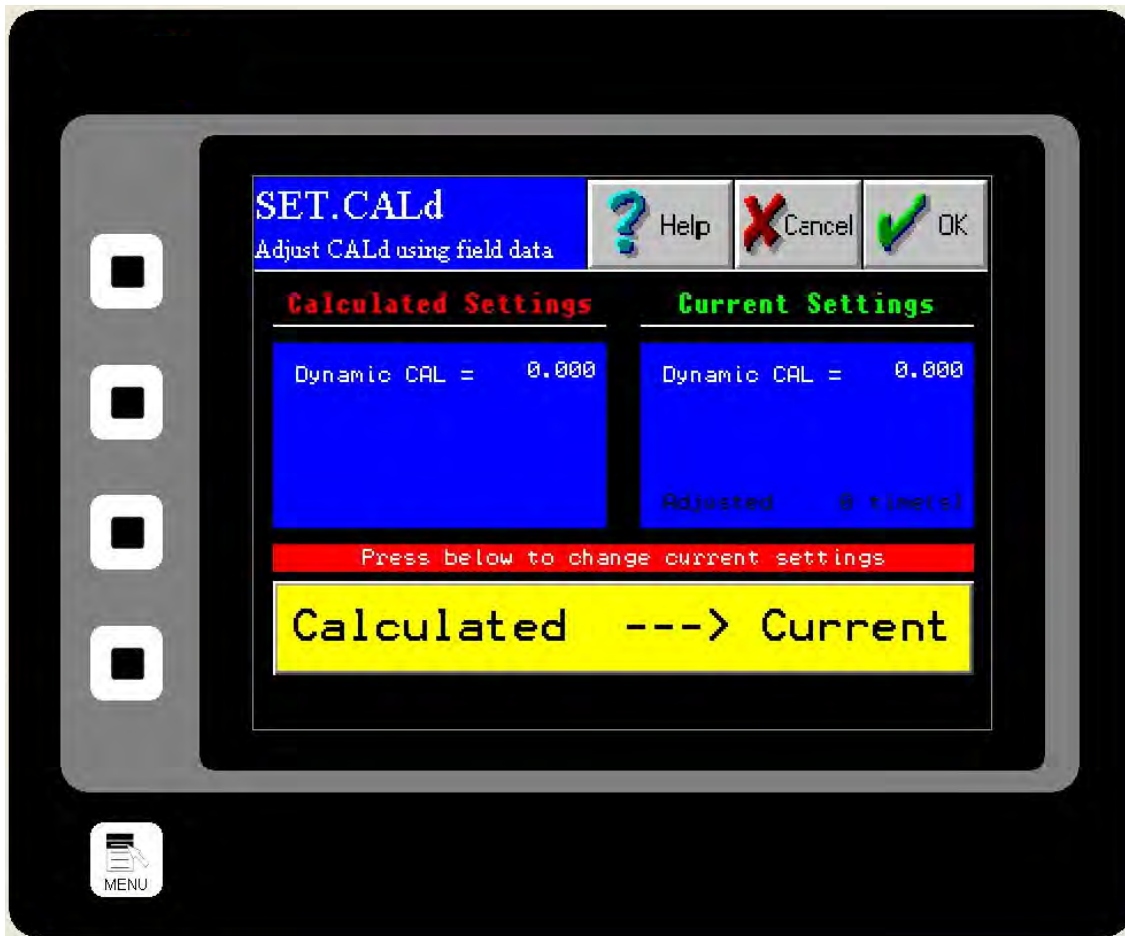 SET.CALd
Adjust CALd using field data
Help
Cancel
OK
Calculated Settings
Current Settings
Dynamic CAL = 0.000
Dynamic CAL = 0.000
Adjusted 0 time(s)
Press below to change current settings
Calculated ---> Current
MENU